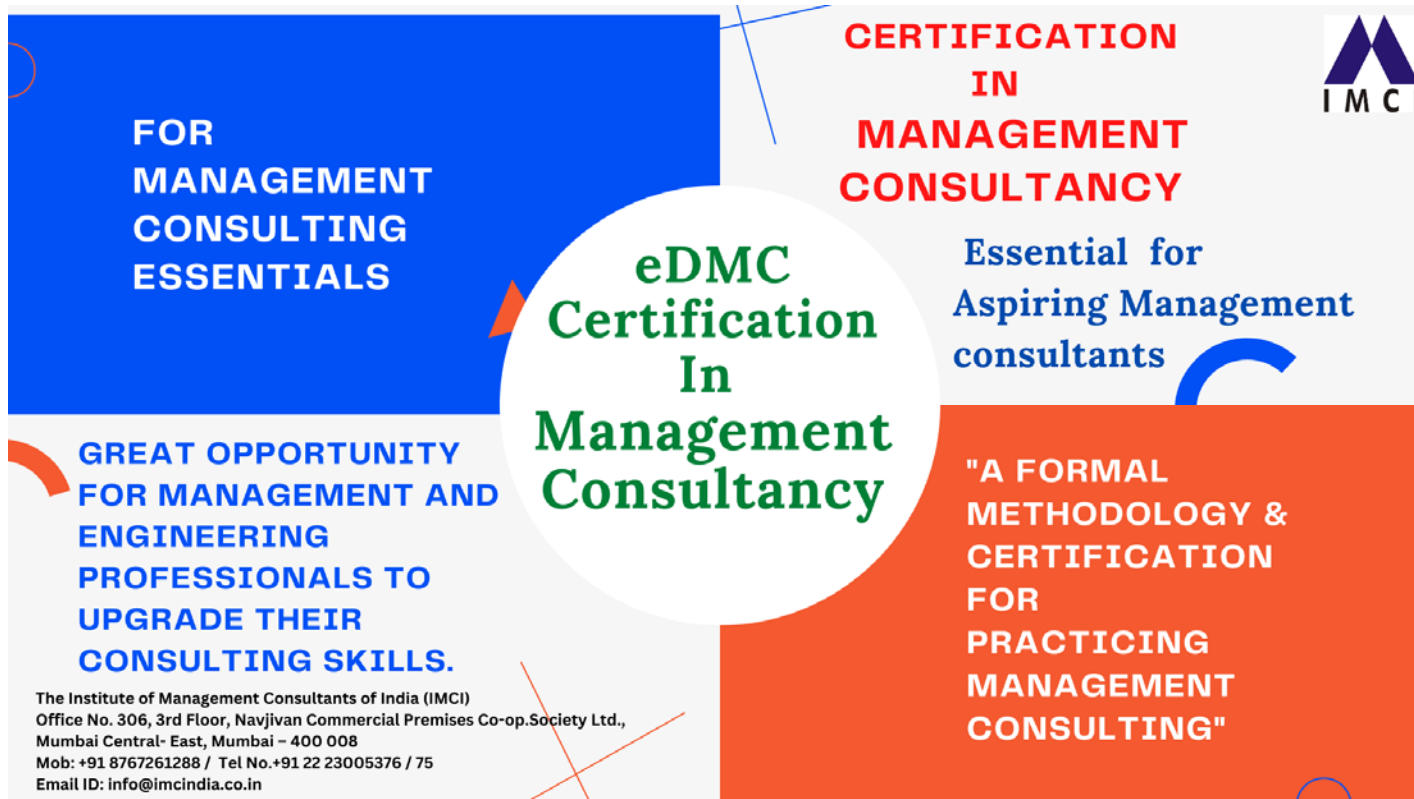 FOR
MANAGEMENT
CONSULTING
ESSENTIALS
CERTIFICATION
IN
MANAGEMENT
CONSULTANCY
IMC
Essential for
Aspiring Management
consultants
eDMC
Certification
In
Management
Consultancy
GREAT OPPORTUNITY
FOR MANAGEMENT AND
ENGINEERING
PROFESSIONALS TO
UPGRADE THEIR
CONSULTING SKILLS.
"A FORMAL
METHODOLOGY &
CERTIFICATION
FOR
PRACTICING
MANAGEMENT
CONSULTING"
The Institute of Management Consultants of India (IMCI)
Office No. 306, 3rd Floor, Navjivan Commercial Premises Co-op.Society Ltd.,
Mumbai Central- East, Mumbai – 400 008
Mob: +91 8767261288 / Tel No.+91 22 23005376 / 75
Email ID: info@imcindia.co.in